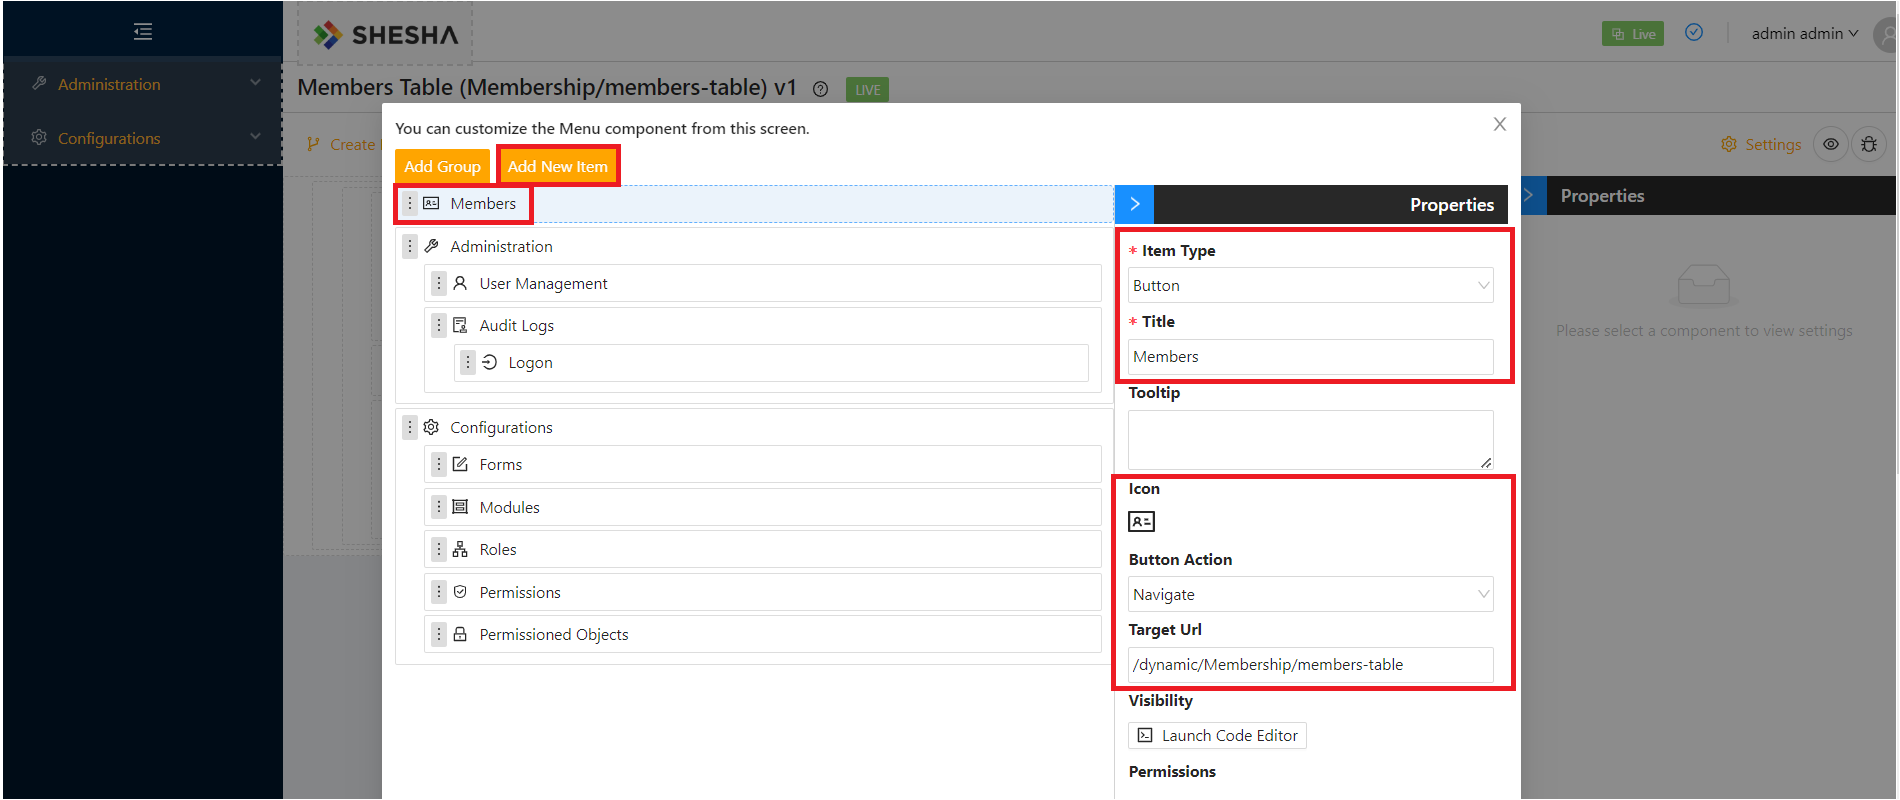 SHESHA
Live
admin admin
Administration
Configurations
Members Table (Membership/members-table) v1
LIVE
Create
Settings
You can customize the Menu component from this screen.
Add Group
Add New Item
Members
Administration
User Management
Audit Logs
Logon
Configurations
Forms
Modules
Roles
Permissions
Permissioned Objects
Properties
* Item Type
Button
* Title
Members
Tooltip
Icon
Button Action
Navigate
Target Url
/dynamic/Membership/members-table
Visibility
Launch Code Editor
Permissions
Properties
Please select a component to view settings